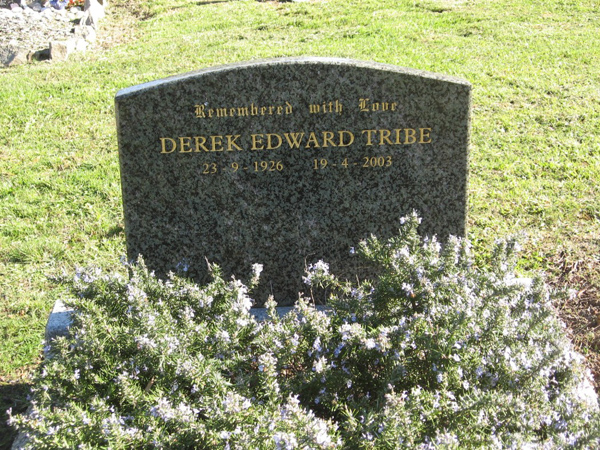 Remembered with Love
DEREK EDWARD TRIBE
23 - 9 - 1926 19 - 4 - 2003